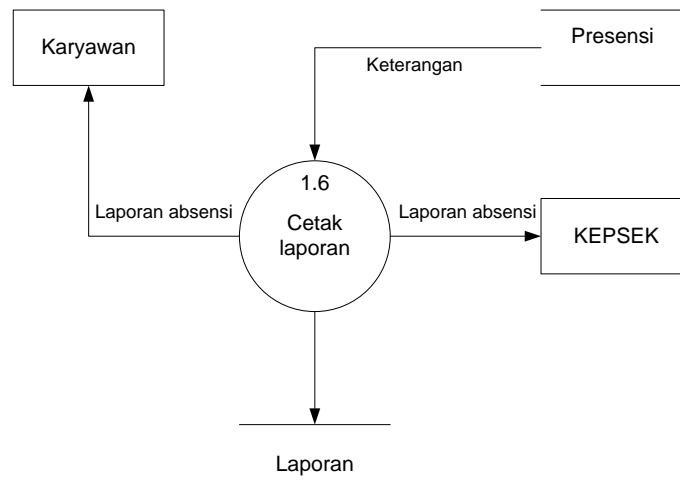 Karyawan
Presensi
Keterangan
1.6
Cetak
laporan
Laporan absensi
Laporan absensi
KEPSEK
Laporan